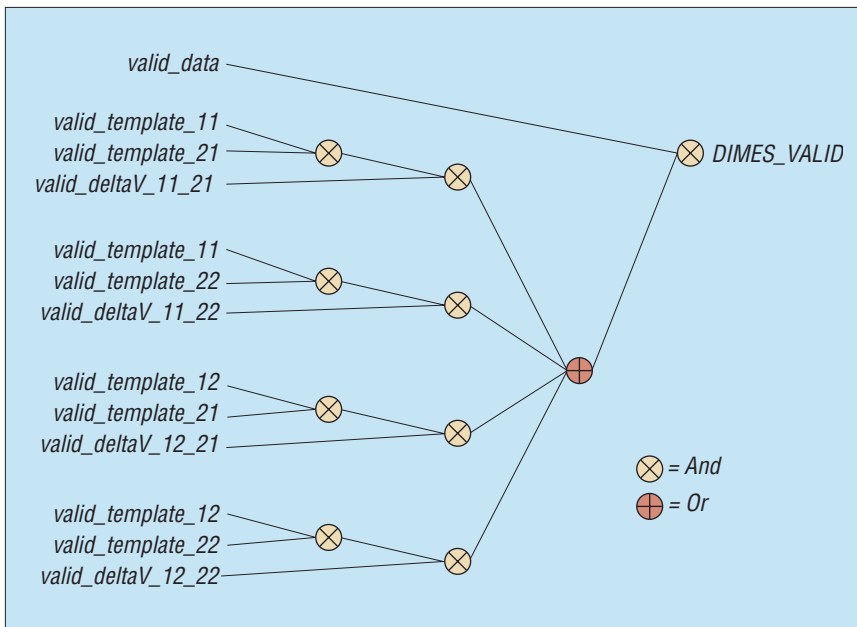 valid_data
valid_template_11
valid_template_21
valid_deltaV_11_21
DIMES_VALID
valid_template_11
valid_template_22
valid_deltaV_11_22
valid_template_12
valid_template_21
valid_deltaV_12_21
= And
= Or
valid_template_12
valid_template_22
valid_deltaV_12_22